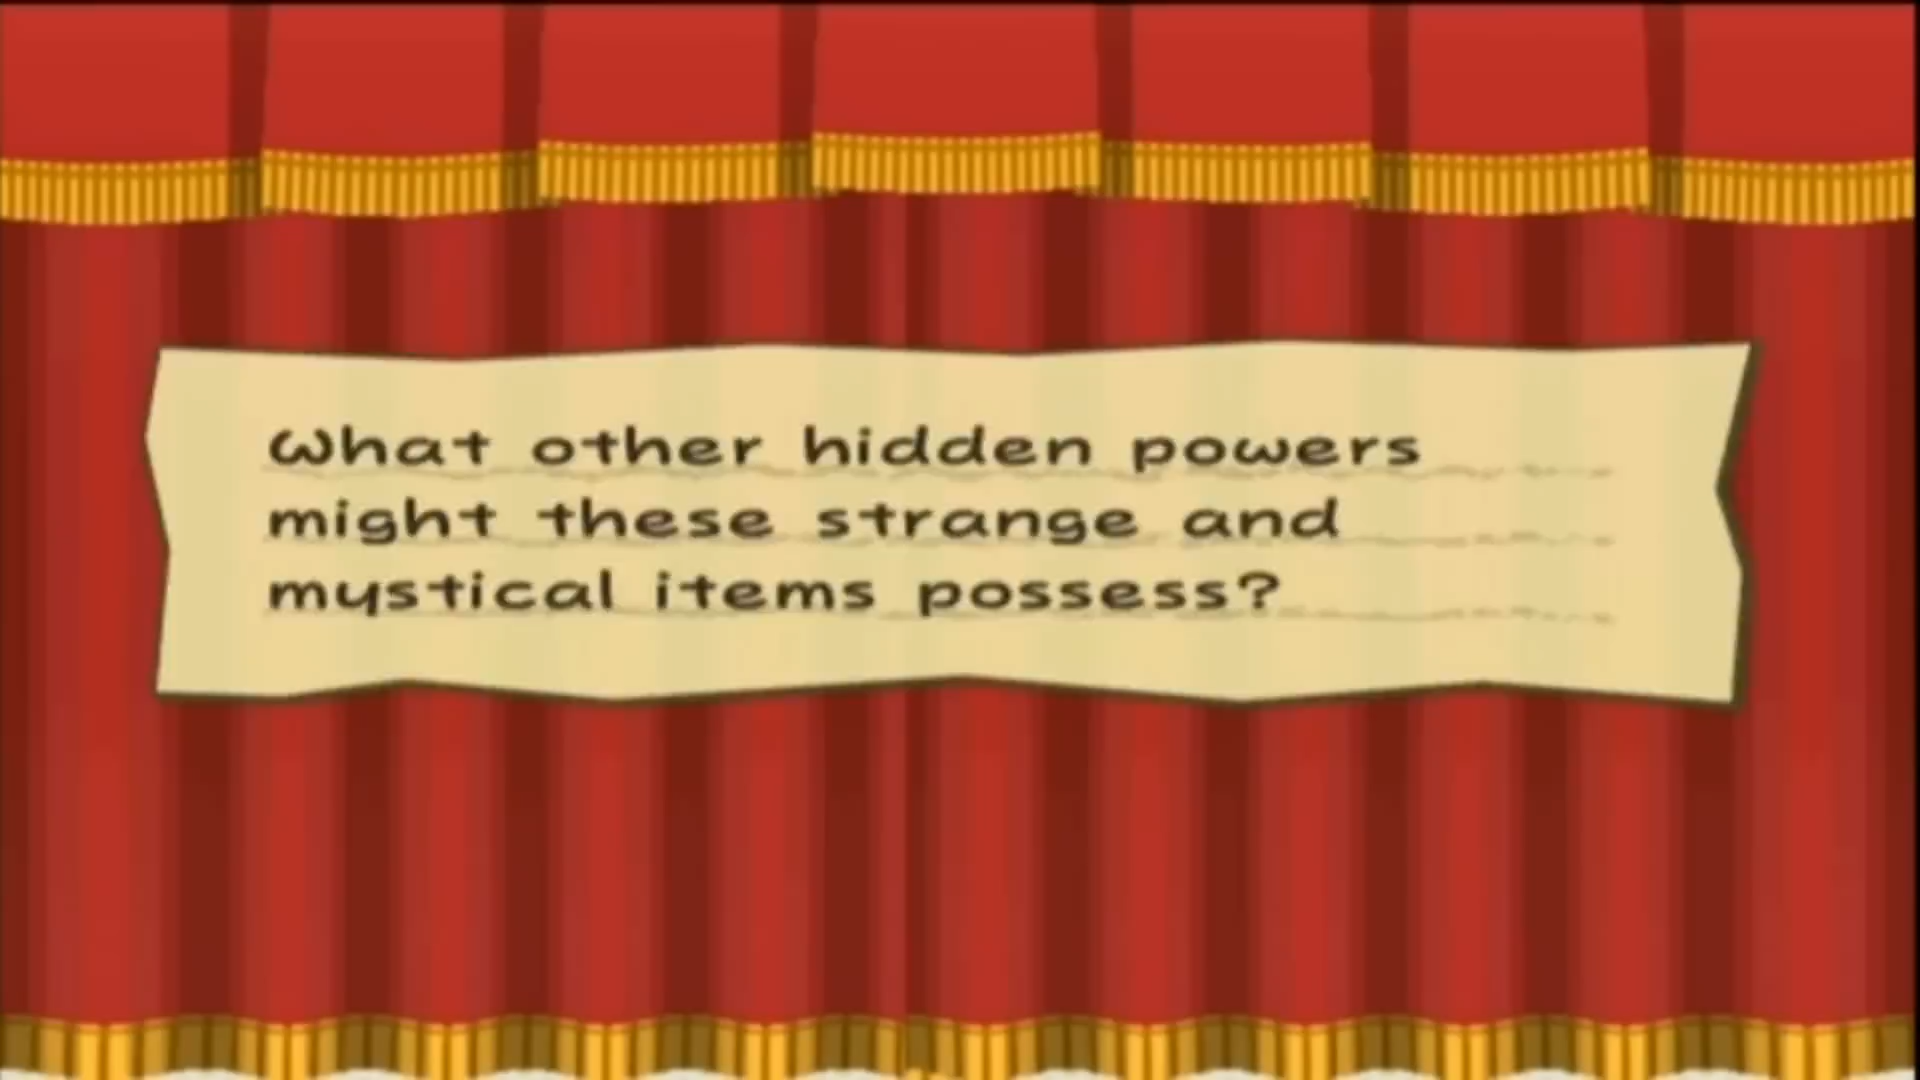 What other hidden powers
might these strange and
mystical items possess?